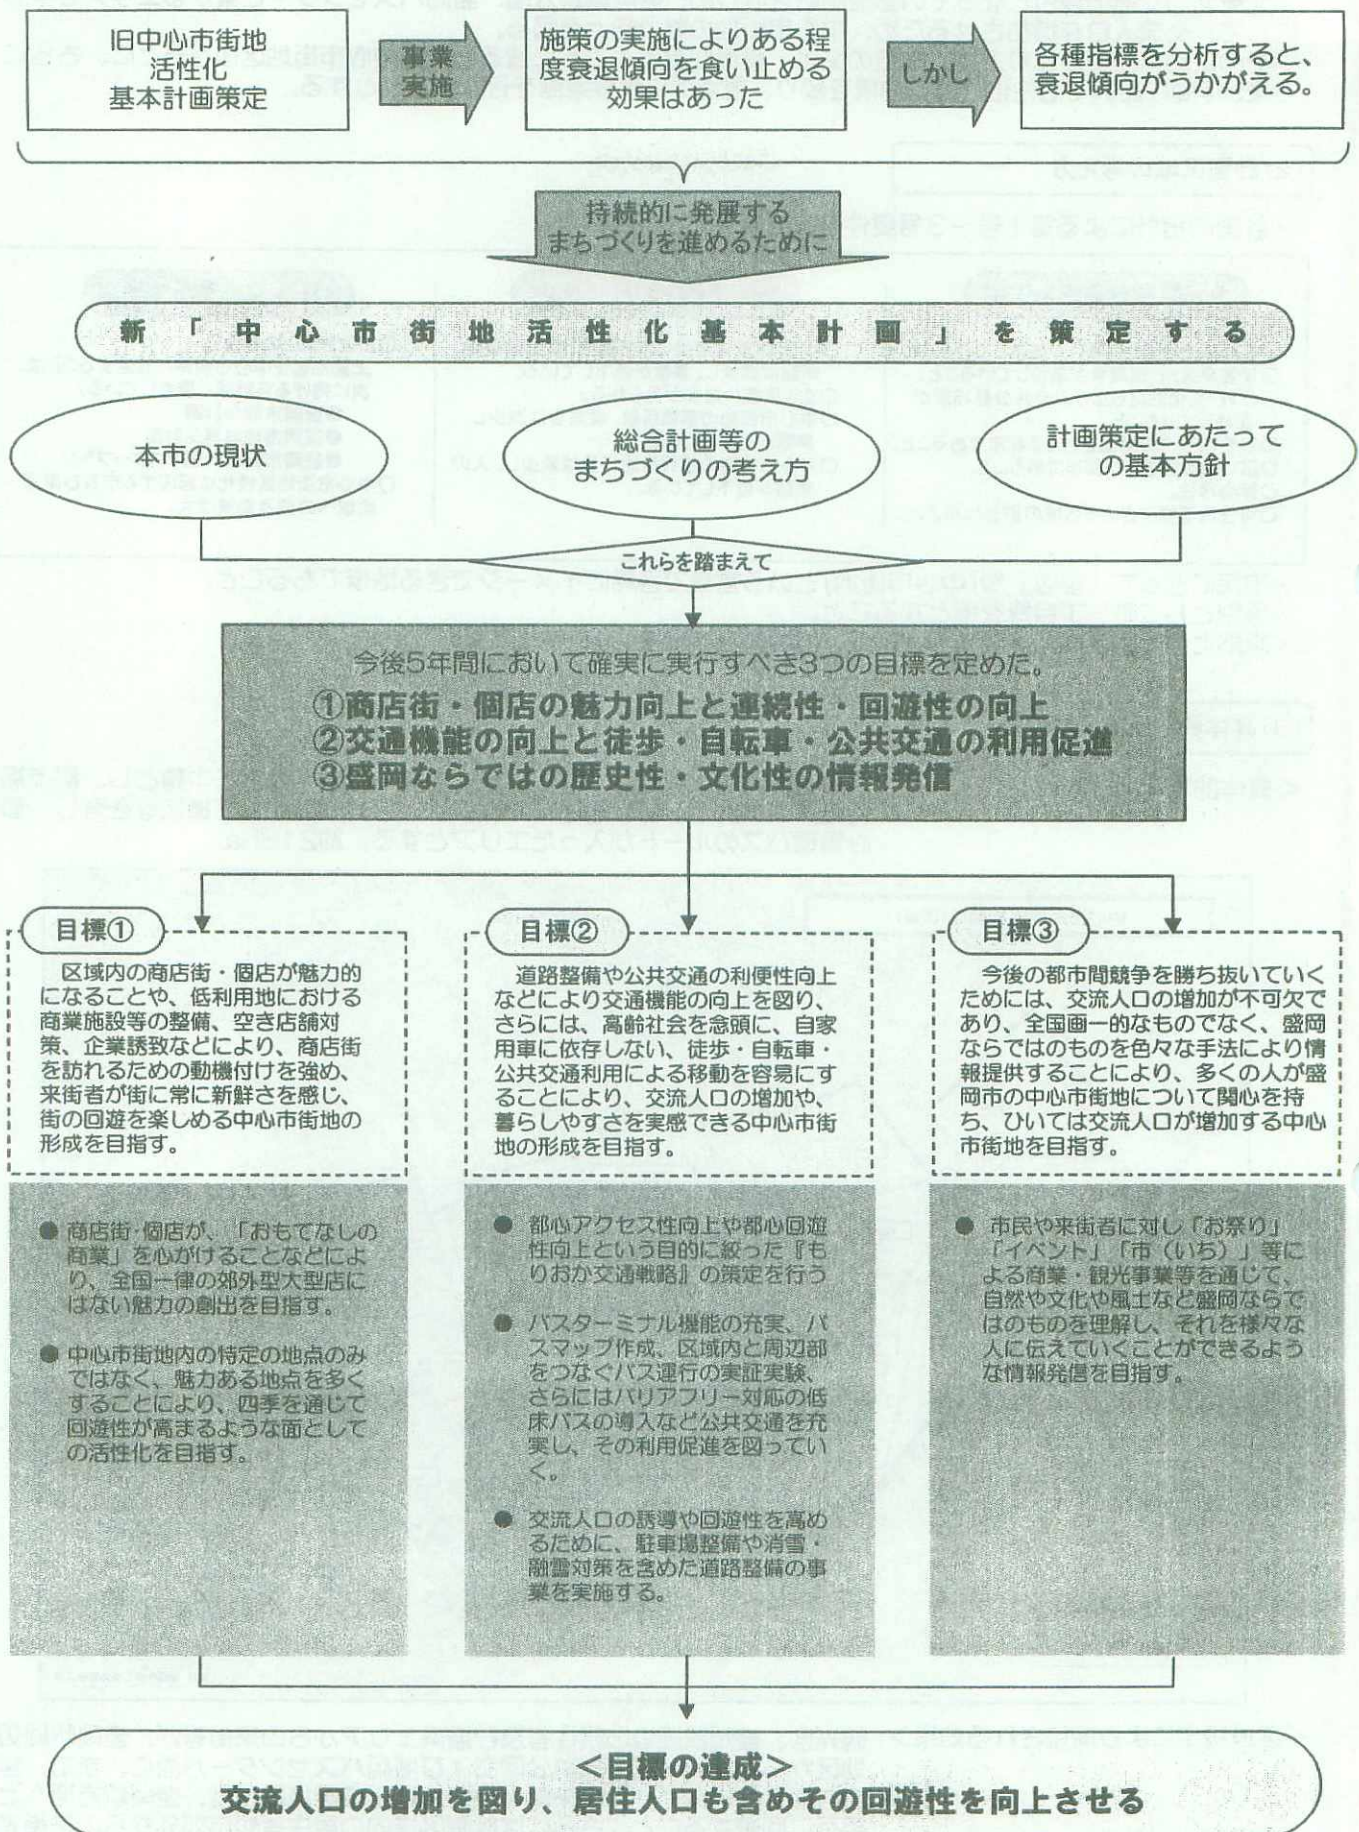 旧中心市街地
活性化
基本計画策定
事業
実施
施策の実施によりある程
度衰退傾向を食い止める
効果はあった
しかし
各種指標を分析すると、
衰退傾向がうかがえる。
持続的に発展する
まちづくりを進めるために
新「中心市街地活性化基本計画」を策定する
本市の現状
総合計画等の
まちづくりの考え方
計画策定にあたって
の基本方針
これらを踏まえて
今後5年間において確実に実行すべき3つの目標を定めた。
①商店街・個店の魅力向上と連続性・回遊性の向上
②交通機能の向上と徒歩・自転車・公共交通の利用促進
③盛岡ならではの歴史性・文化性の情報発信
目標①
区域内の商店街・個店が魅力的
になることや、低利用地における
商業施設等の整備、空き店舗対
策、企業誘致などにより、商店街
を訪れるための動機付けを強め、
来街者が街に常に新鮮さを感じ、
街の回遊を楽しめる中心市街地の
形成を目指す。
● 商店街・個店が、「おもてなしの
商業」を心がけることなどによ
り、全国一律の郊外型大型店に
はない魅力の創出を目指す。
● 中心市街地内の特定の地点のみ
ではなく、魅力ある地点を多く
することにより、四季を通じて
回遊性が高まるような面として
の活性化を目指す。
目標②
道路整備や公共交通の利便性向上
などにより交通機能の向上を図り、
さらには、高齢社会を念頭に、自家
用車に依存しない、徒歩・自転車・
公共交通利用による移動を容易にす
ることにより、交流人口の増加や、
暮らしやすさを実感できる中心市街
地の形成を目指す。
● 都心アクセス性向上や都心回遊
性向上という目的に絞った『も
りおか交通戦略』の策定を行う
● バスターミナル機能の充実、バ
スマップ作成、区域内と周辺部
をつなぐバス運行の実証実験、
さらにはバリアフリー対応の低
床バスの導入など公共交通を充
実し、その利用促進を図ってい
く。
● 交流人口の誘導や回遊性を高め
るために、駐車場整備や消雪・
融雪対策を含めた道路整備の事
業を実施する。
目標③
今後の都市間競争を勝ち抜いていく
ためには、交流人口の増加が不可欠で
あり、全国画一的なものでなく、盛岡
ならではのものを色々な手法により情
報提供することにより、多くの人が盛
岡市の中心市街地について関心を持
ち、ひいては交流人口が増加する中心
市街地を目指す。
● 市民や来街者に対し「お祭り」
「イベント」「市（いち）」等に
よる商業・観光事業等を通じて、
自然や文化や風土など盛岡ならで
はのものを理解し、それを様々な
人に伝えていくことができるよう
な情報発信を目指す。
＜目標の達成＞
交流人口の増加を図り、居住人口も含めその回遊性を向上させる